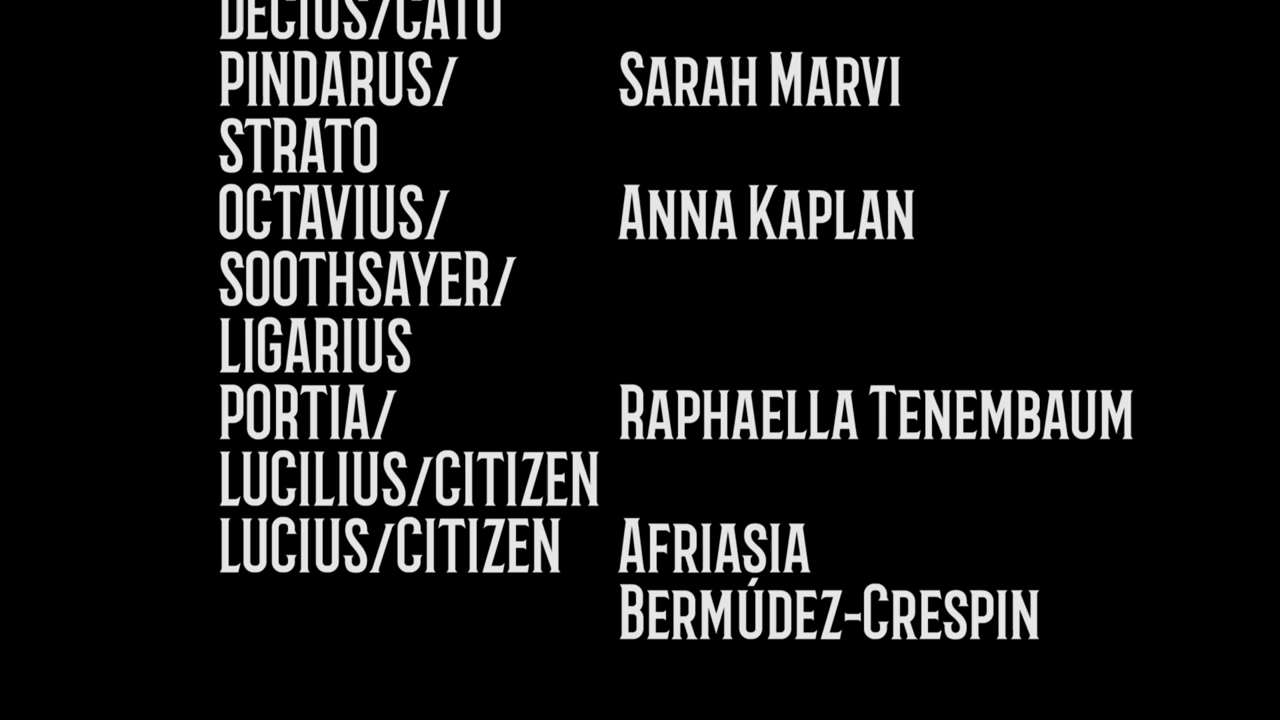 DECIUS/CATO
PINDARUS/ SARAH MARVI
STRATO
OCTAVIUS/ ANNA KAPLAN
SOOTHSAYER/
LIGARIUS
PORTIA/ RAPHAELLA TENEMBAUM
LUCILIUS/CITIZEN
LUCIUS/CITIZEN AFRIASIA
BERMÚDEZ-CRESPIN